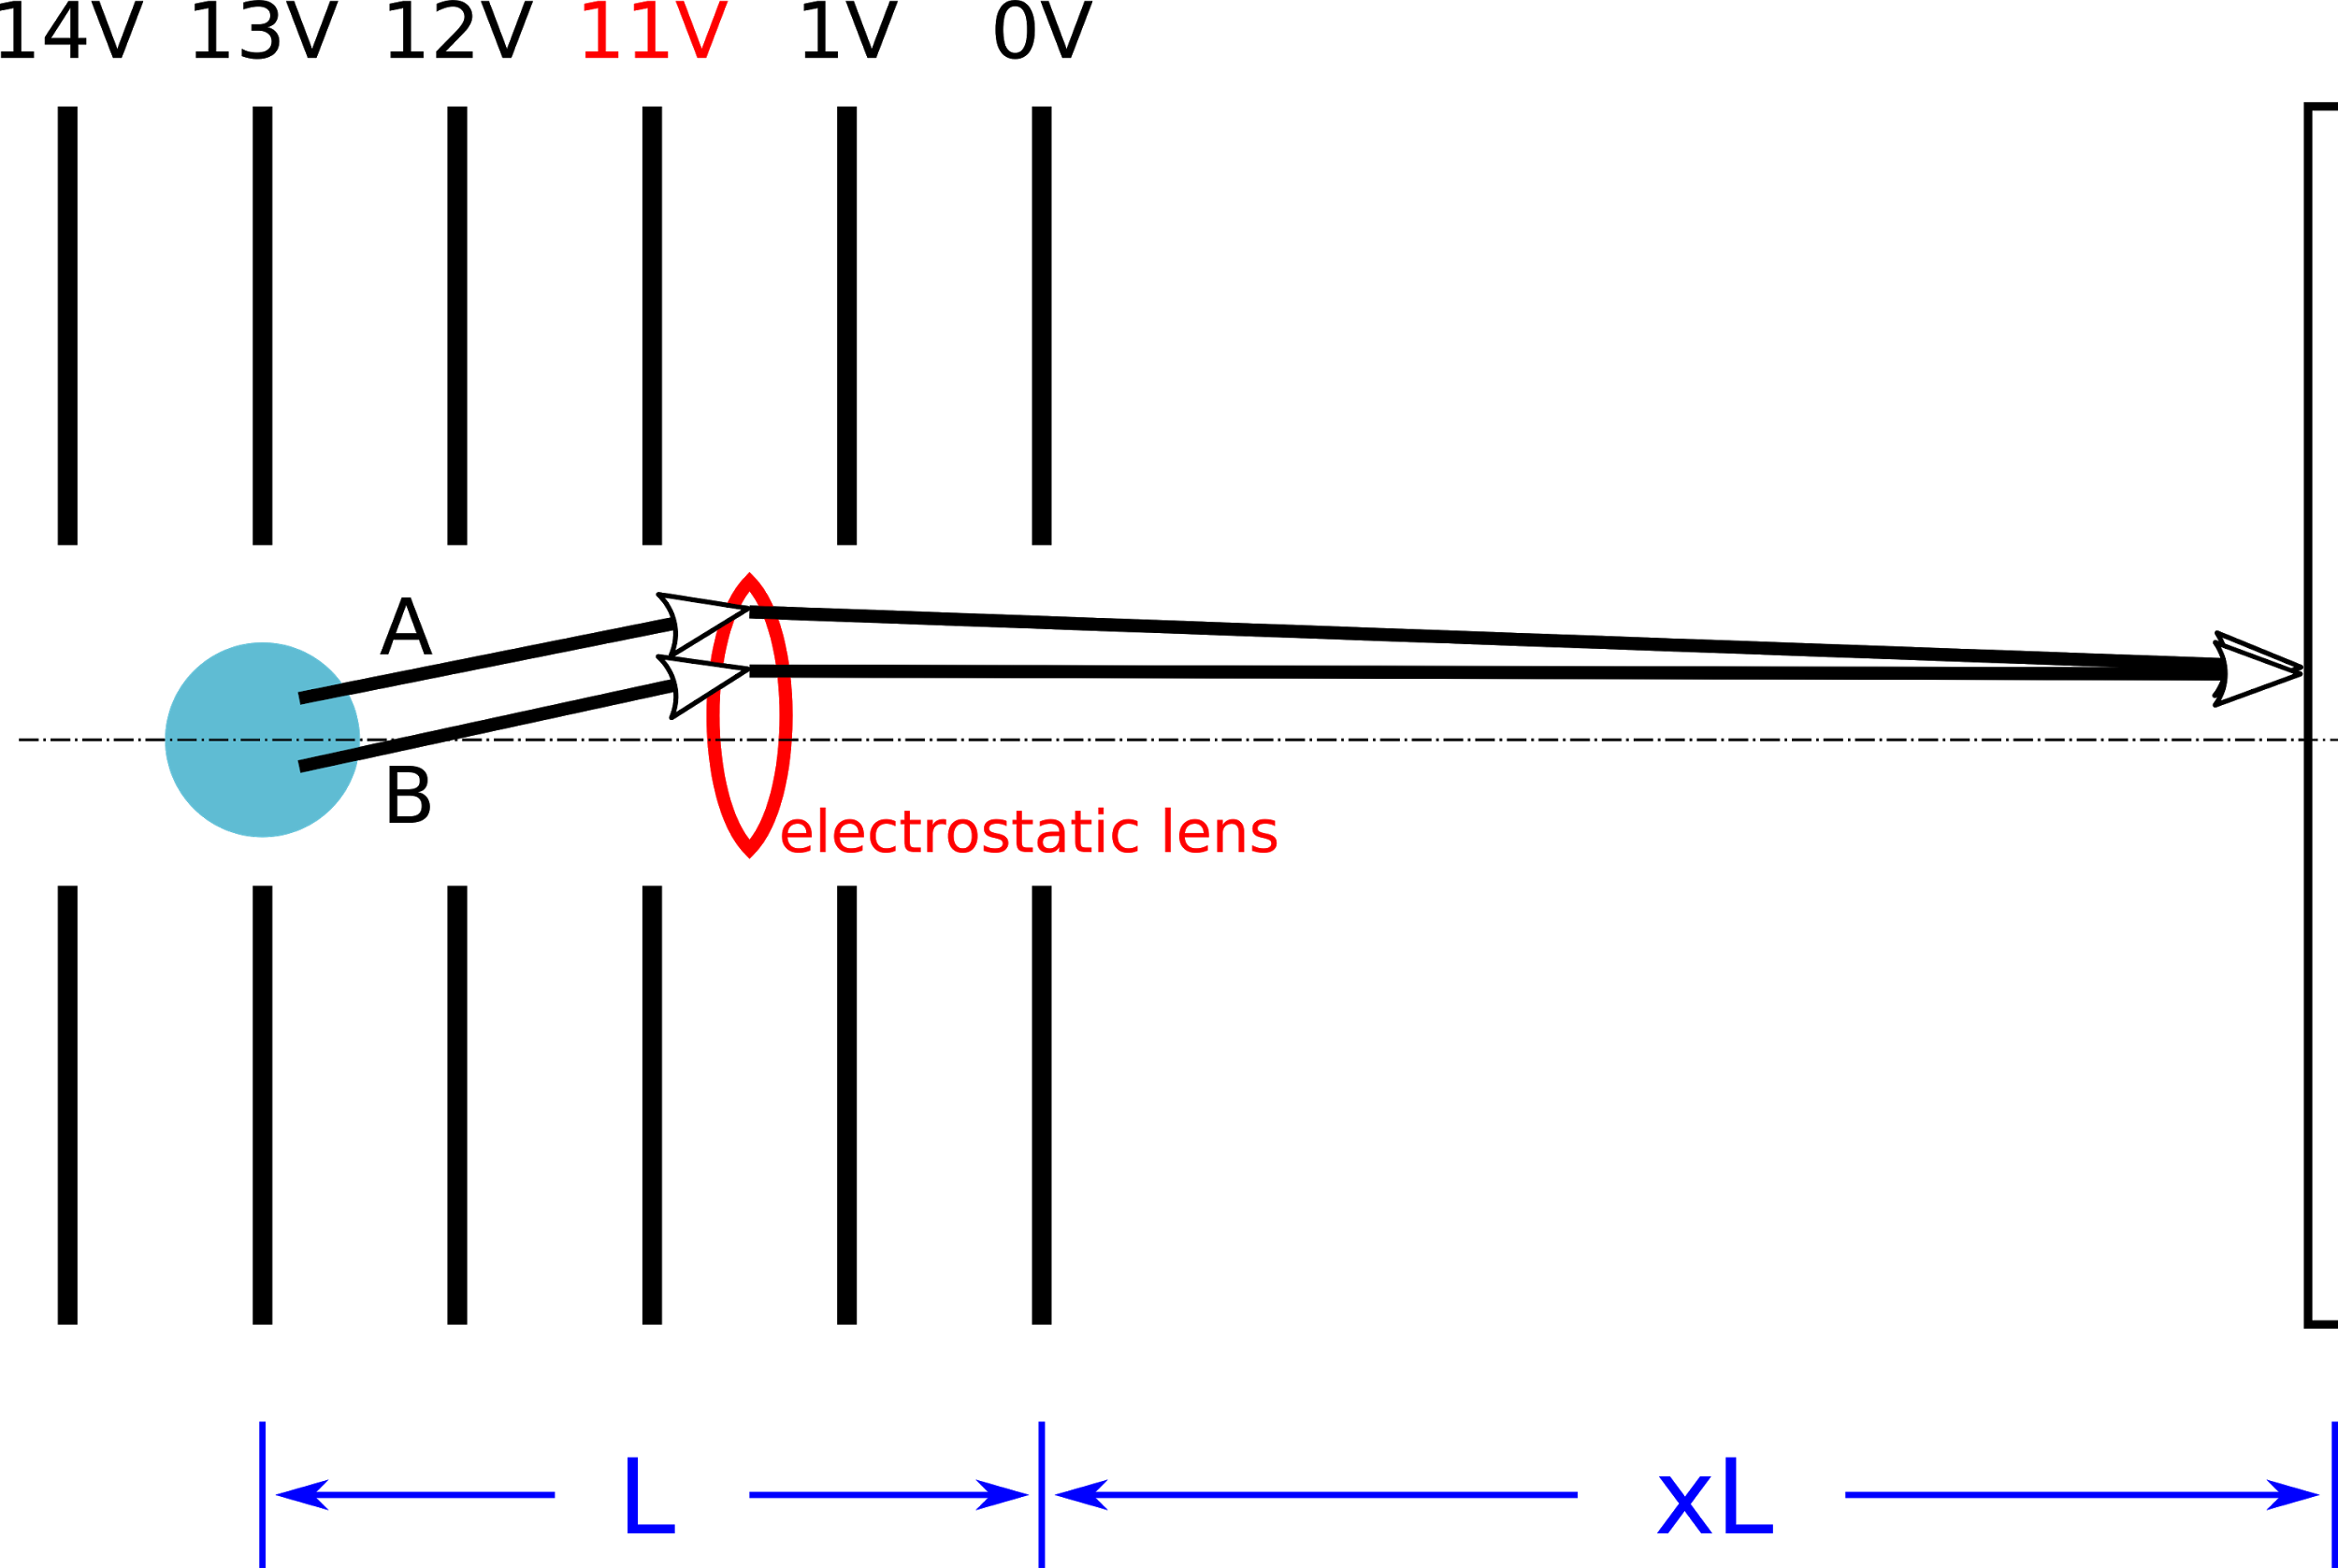 14V 13V 12V 11V 1V 0V
A
B
electrostatic lens
L xL